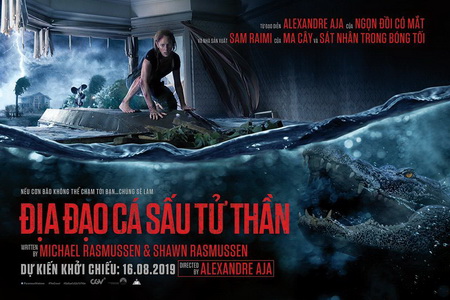 TỪ ĐẠO DIỄN ALEXANDRE AJA CỦA NGỌN ĐỒI CÓ MẮT
VÀ NHÀ SẢN XUẤT SAM RAIMI CỦA MA CÂY VÀ SÁT NHÂN TRONG BÓNG TỐI
NẾU CƠN BÃO KHÔNG THỂ CHẠM TỚI BẠN...CHÚNG SẼ LÀM
ĐỊA ĐẠO CÁ SẤU TỬ THẦN
WRITTEN BY MICHAEL RASMUSSEN & SHAWN RASMUSSEN
DỰ KIẾN KHỞI CHIẾU: 16.08.2019 DIRECTED BY ALEXANDRE AJA
CGV